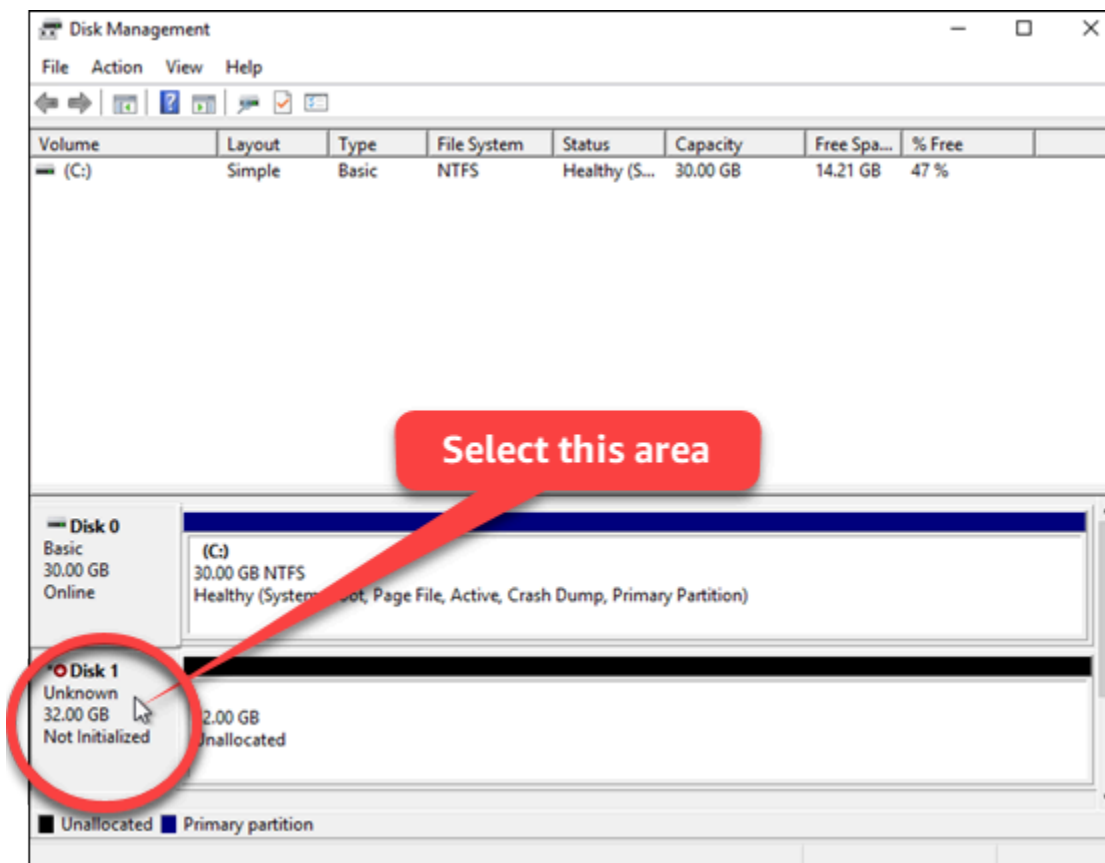 Disk Management
File Action View Help
Volume Layout Type File System Status Capacity Free Spa... % Free
(C:) Simple Basic NTFS Healthy (S... 30.00 GB 14.21 GB 47 %
Select this area
Disk 0
Basic
30.00 GB
Online
(C:)
30.00 GB NTFS
Healthy (System, Page File, Active, Crash Dump, Primary Partition)
Disk 1
Unknown
32.00 GB
Not Initialized
2.00 GB
Unallocated
Unallocated Primary partition